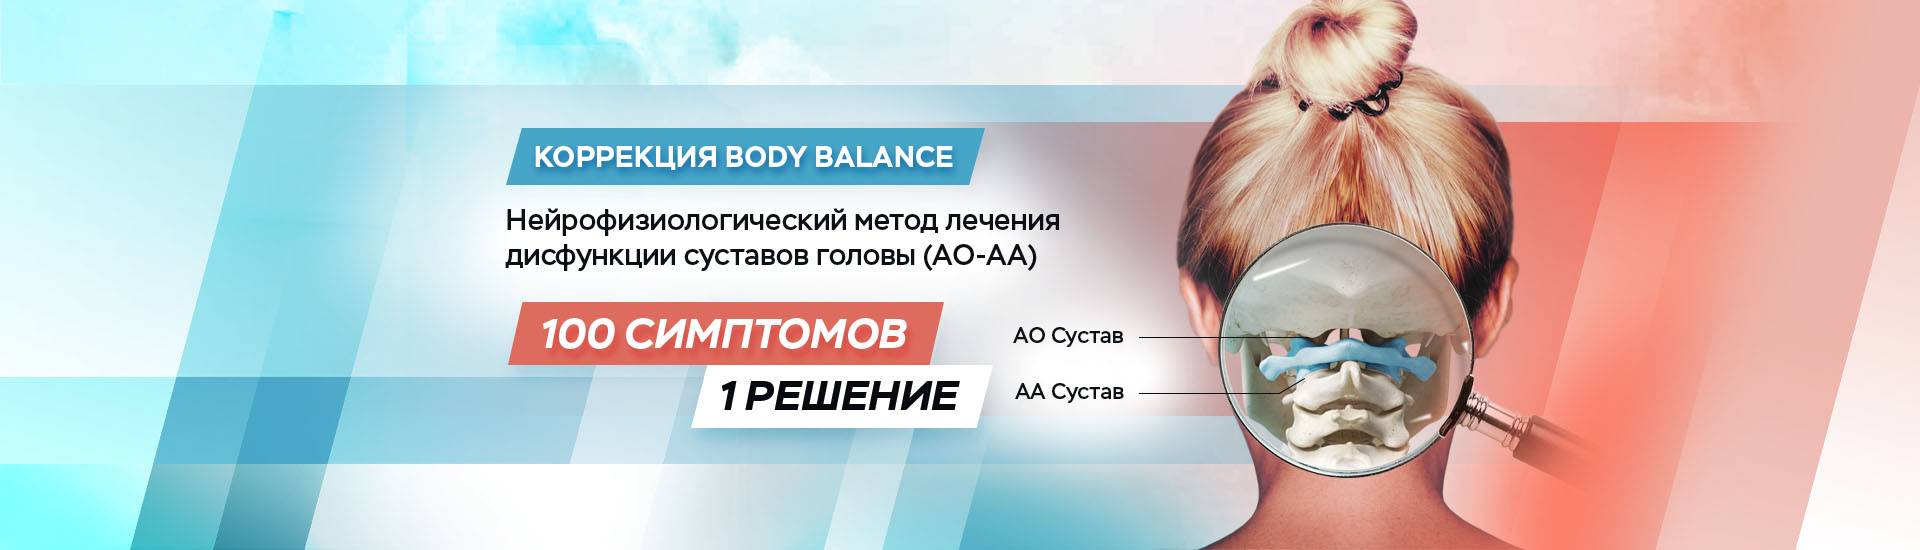 КОРРЕКЦИЯ BODY BALANCE
Нейрофизиологический метод лечения
дисфункции суставов головы (АО-АА)
100 СИМПТОМОВ
1 РЕШЕНИЕ
АО Сустав
АА Сустав